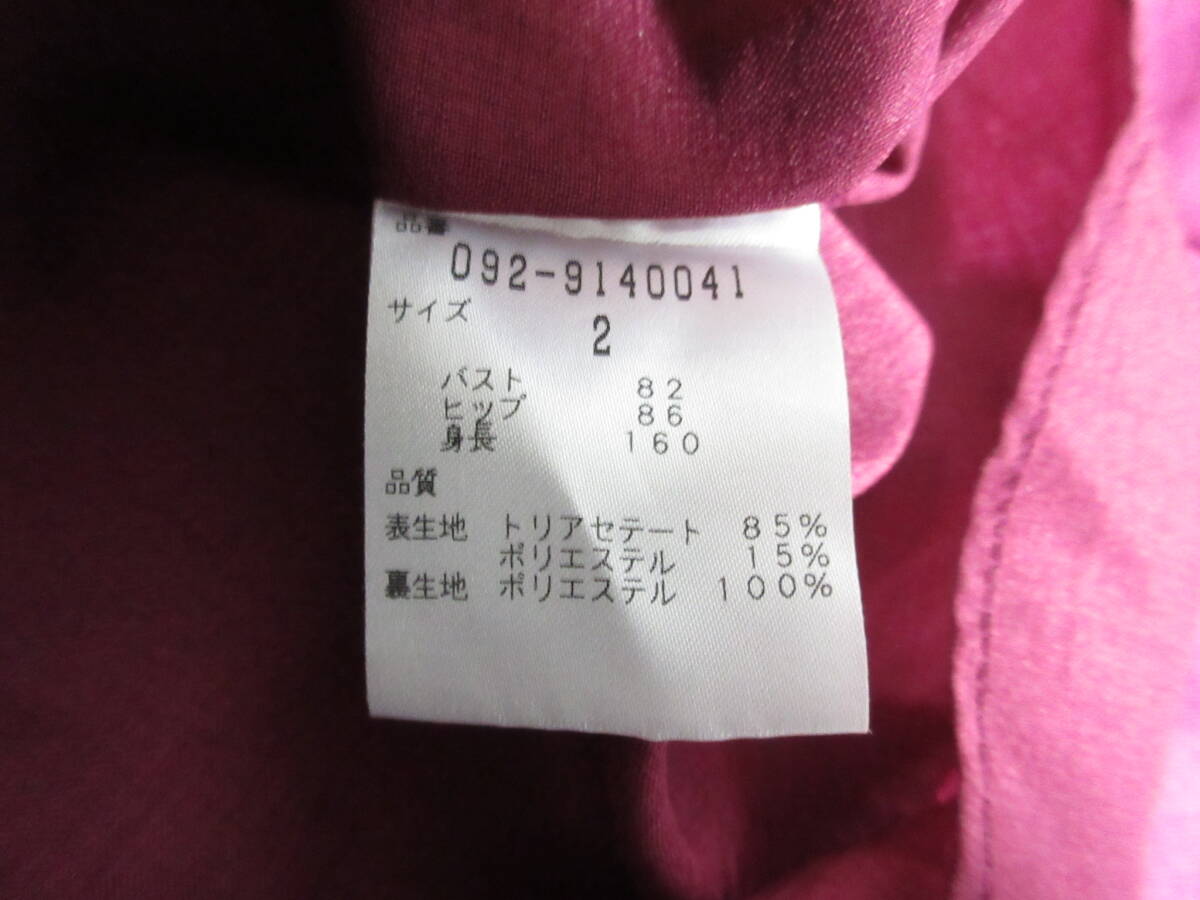 品番
092-9140041
サイズ
2
バスト 82
ヒップ 86
身長 160
品質
表生地 トリアセテート 85%
ポリエステル 15%
裏生地 ポリエステル 100%